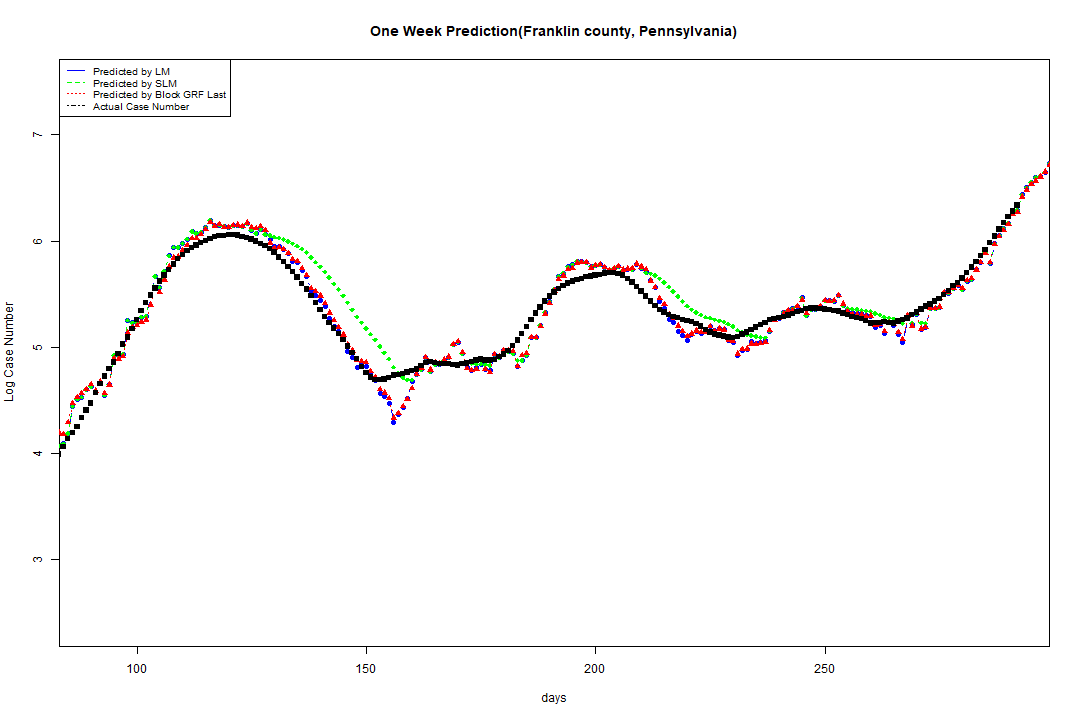 One Week Prediction(Franklin county, Pennsylvania)
Predicted by LM
Predicted by SLM
Predicted by Block GRF Last
Actual Case Number
7
6
5
4
3
Log Case Number
100 150 200 250
days